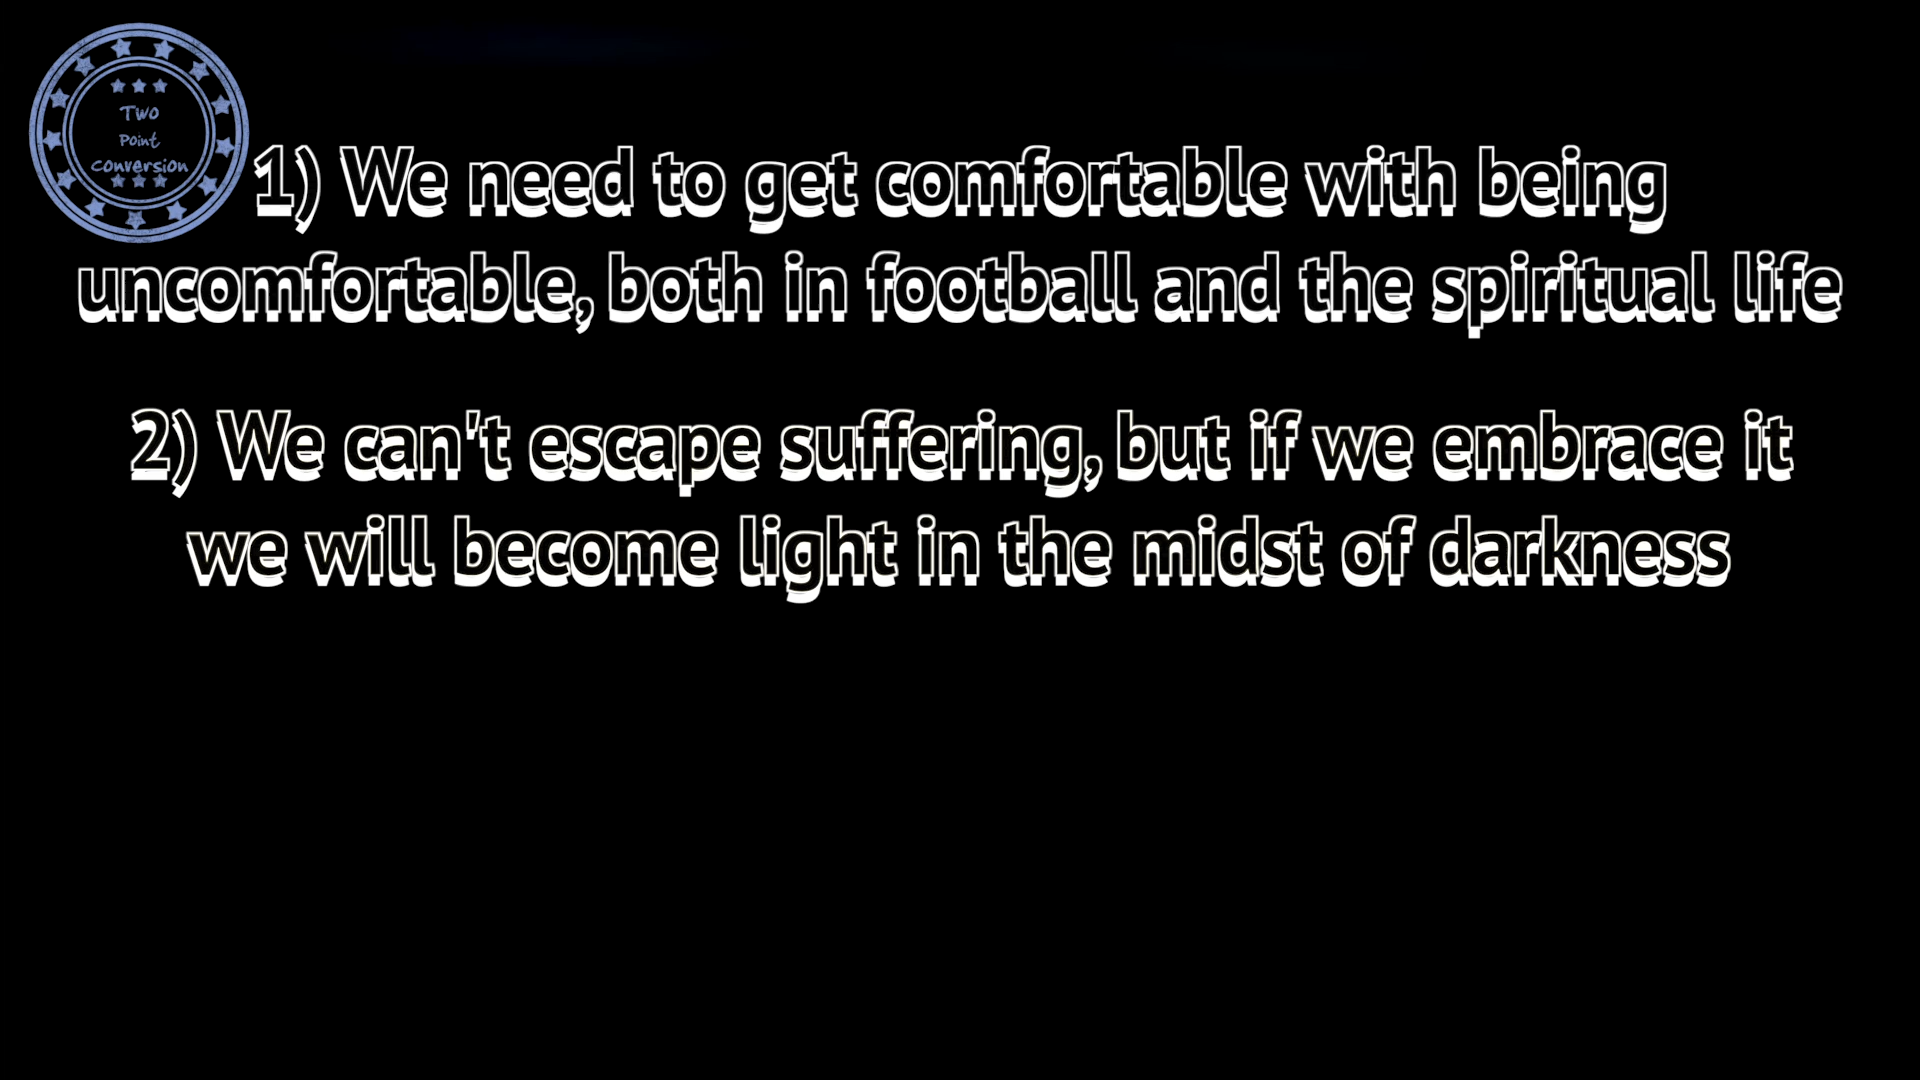 Two
Point
Conversion
1) We need to get comfortable with being
uncomfortable, both in football and the spiritual life
2) We can't escape suffering, but if we embrace it
we will become light in the midst of darkness